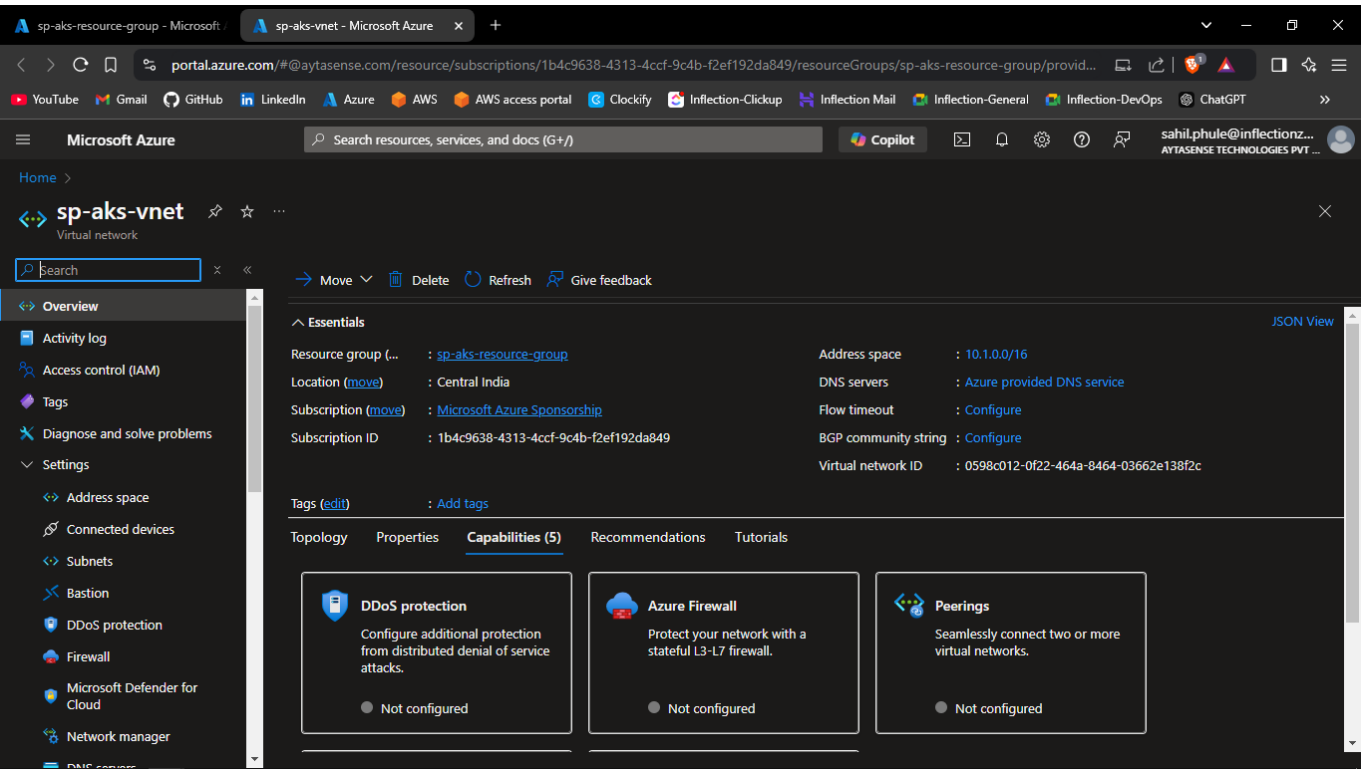 sp-aks-resource-group - Microsoft
sp-aks-vnet - Microsoft Azure
portal.azure.com/#@aytasense.com/resource/subscriptions/1b4c9638-4313-4ccf-9c4b-f2ef192da849/resourceGroups/sp-aks-resource-group/provid...
YouTube Gmail GitHub LinkedIn Azure AWS AWS access portal Clockify Inflection-Clickup Inflection Mail Inflection-General Inflection-DevOps ChatGPT »
Microsoft Azure
Search resources, services, and docs (G+/)
Copilot
sahil.phule@inflectionz...
AYTASENSE TECHNOLOGIES PVT ...
Home >
sp-aks-vnet
Virtual network
Search
Move Delete Refresh Give feedback
Overview
Activity log
Access control (IAM)
Tags
Diagnose and solve problems
Settings
Address space
Connected devices
Subnets
Bastion
DDoS protection
Firewall
Microsoft Defender for
Cloud
Network manager
DNS servers
Essentials
JSON View
Resource group (... : sp-aks-resource-group
Location (move) : Central India
Subscription (move) : Microsoft Azure Sponsorship
Subscription ID : 1b4c9638-4313-4ccf-9c4b-f2ef192da849
Address space : 10.1.0.0/16
DNS servers : Azure provided DNS service
Flow timeout : Configure
BGP community string : Configure
Virtual network ID : 0598c012-0f22-464a-8464-03662e138f2c
Tags (edit) : Add tags
Topology Properties Capabilities (5) Recommendations Tutorials
DDoS protection
Configure additional protection
from distributed denial of service
attacks.
Not configured
Azure Firewall
Protect your network with a
stateful L3-L7 firewall.
Not configured
Peerings
Seamlessly connect two or more
virtual networks.
Not configured